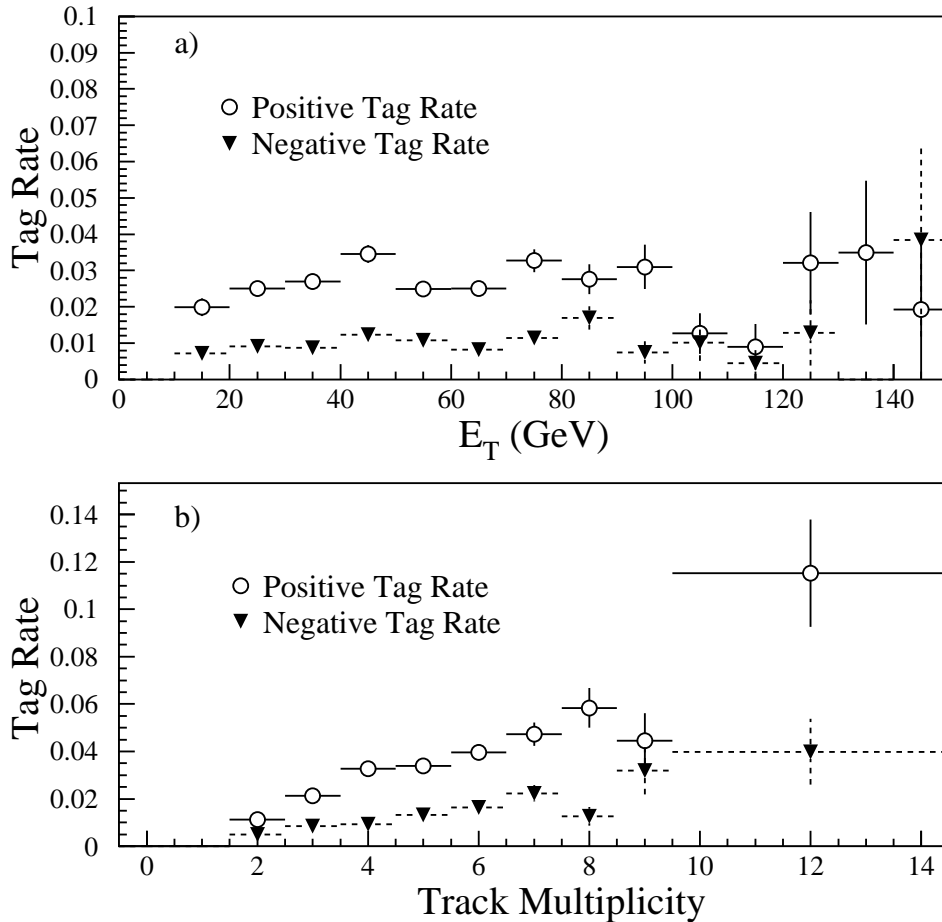 0.1
0.09
0.08
0.07
0.06
0.05
0.04
0.03
0.02
0.01
0
Tag Rate
a)
Positive Tag Rate
Negative Tag Rate
0 20 40 60 80 100 120 140
E_T (GeV)
0.14
0.12
0.1
0.08
0.06
0.04
0.02
0
Tag Rate
b)
Positive Tag Rate
Negative Tag Rate
0 2 4 6 8 10 12 14
Track Multiplicity